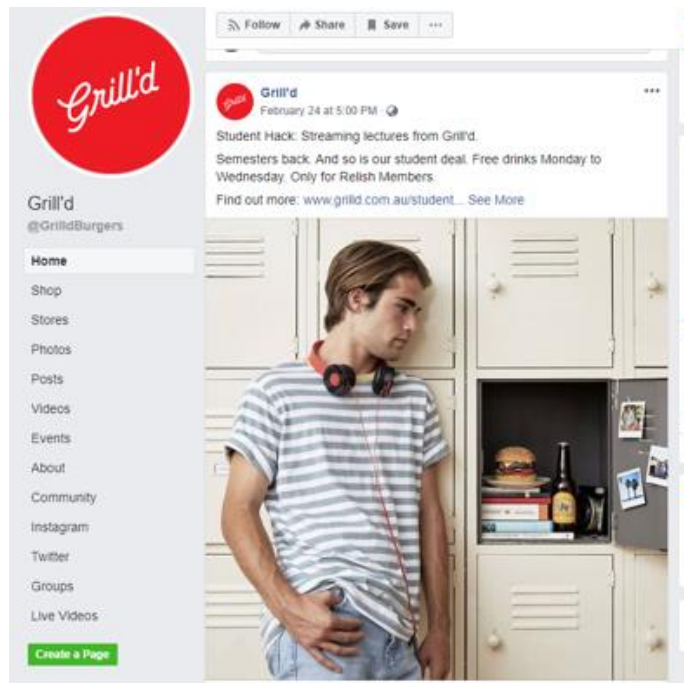 Follow
Share
Save
Grill'd
Grill'd
Grill'd
February 24 at 5:00 PM
Student Hack: Streaming lectures from Grill'd.
Semesters back. And so is our student deal. Free drinks Monday to
Wednesday. Only for Relish Members.
Find out more: www.grilld.com.au/student... See More
Grill'd
@GrilldBurgers
Home
Shop
Stores
Photos
Posts
Videos
Events
About
Community
Instagram
Twitter
Groups
Live Videos
Create a Page